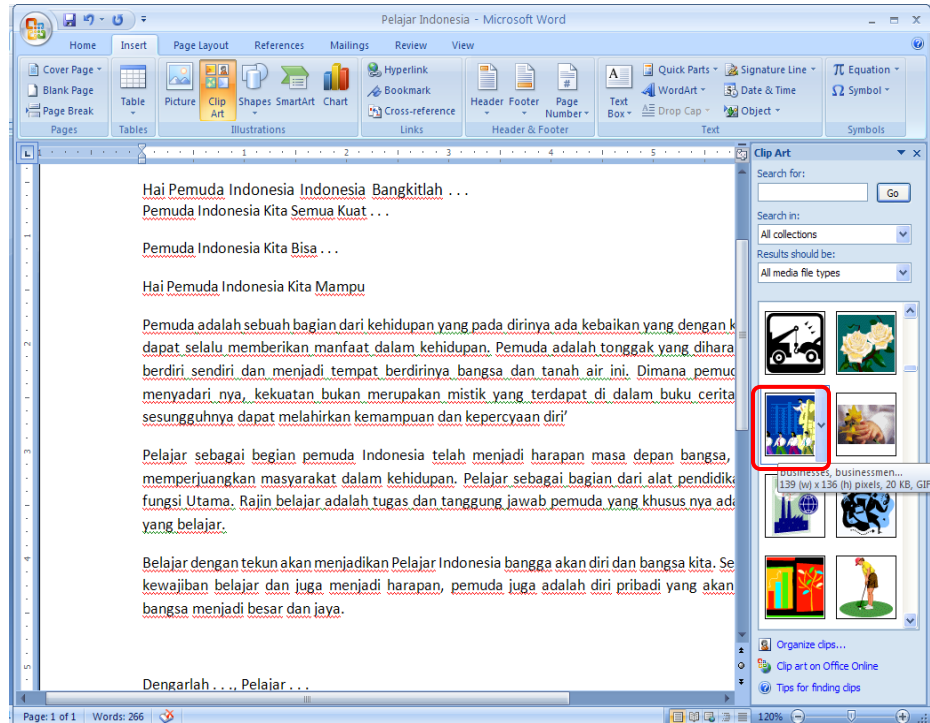 Pelajar Indonesia - Microsoft Word
Home Insert Page Layout References Mailings Review View
Cover Page
Blank Page
Page Break
Pages
Table
Tables
Picture Clip Art Shapes SmartArt Chart
Illustrations
Hyperlink
Bookmark
Cross-reference
Links
Header Footer Page Number
Header & Footer
Text Box
Quick Parts
WordArt
Drop Cap
Signature Line
Date & Time
Object
Text
Equation
Symbol
Symbols
1 1 2 3 4 5
Hai Pemuda Indonesia Indonesia Bangkitlah . . .
Pemuda Indonesia Kita Semua Kuat . . .
Pemuda Indonesia Kita Bisa . . .
Hai Pemuda Indonesia Kita Mampu
Pemuda adalah sebuah bagian dari kehidupan yang pada dirinya ada kebaikan yang dengan k
dapat selalu memberikan manfaat dalam kehidupan. Pemuda adalah tonggak yang dihara
berdiri sendiri dan menjadi tempat berdirinya bangsa dan tanah air ini. Dimana pemud
menyadari nya, kekuatan bukan merupakan mistik yang terdapat di dalam buku cerita
sesungguhnya dapat melahirkan kemampuan dan kepercyaan diri’
Pelajar sebagai begian pemuda Indonesia telah menjadi harapan masa depan bangsa,
memperjuangkan masyarakat dalam kehidupan. Pelajar sebagai bagian dari alat pendidika
fungsi Utama. Rajin belajar adalah tugas dan tanggung jawab pemuda yang khusus nya ada
yang belajar.
Belajar dengan tekun akan menjadikan Pelajar Indonesia bangga akan diri dan bangsa kita. Se
kewajiban belajar dan juga menjadi harapan, pemuda juga adalah diri pribadi yang akan
bangsa menjadi besar dan jaya.
Dengarlah . . ., Pelajar . . .
Clip Art
Search for:
Go
Search in:
All collections
Results should be:
All media file types
businesses, businessmen...
139 (w) x 136 (h) pixels, 20 KB, GIF
Organize clips...
Clip art on Office Online
Tips for finding clips
Page: 1 of 1 Words: 266
120%